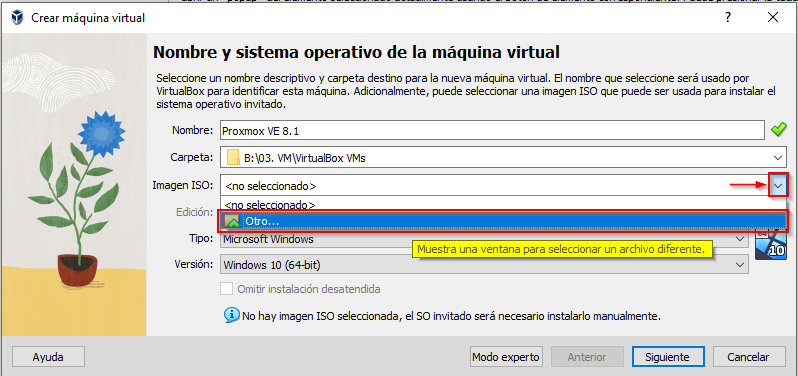 Crear máquina virtual
Nombre y sistema operativo de la máquina virtual
Seleccione un nombre descriptivo y carpeta destino para la nueva máquina virtual. El nombre que seleccione será usado por
VirtualBox para identificar esta máquina. Adicionalmente, puede seleccionar una imagen ISO que puede ser usada para instalar el
sistema operativo invitado.
Nombre: Proxmox VE 8.1
Carpeta: B:\03. VM\VirtualBox VMs
Imagen ISO: <no seleccionado>
<no seleccionado>
Edición: Otro...
Tipo: Microsoft Windows
64
10
Muestra una ventana para seleccionar un archivo diferente.
Versión: Windows 10 (64-bit)
Omitir instalación desatendida
No hay imagen ISO seleccionada, el SO invitado será necesario instalarlo manualmente.
Ayuda Modo experto Anterior Siguiente Cancelar